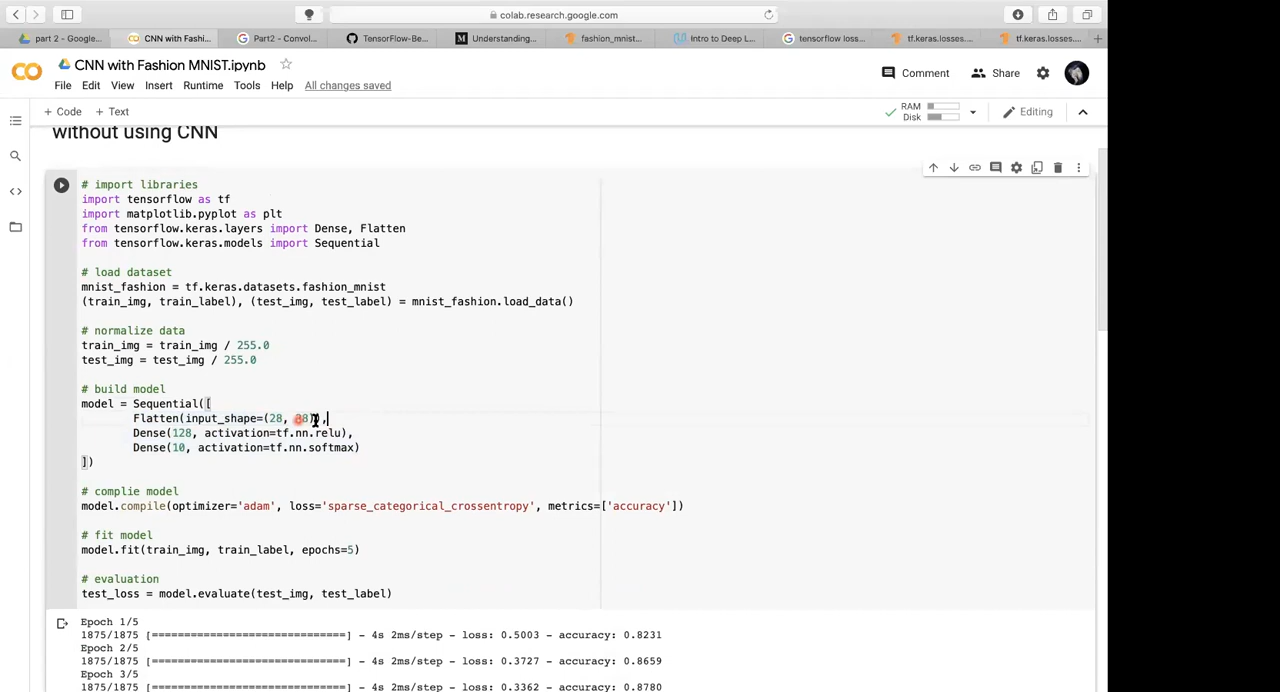 colab.research.google.com
part 2 - Google...
CNN with Fashi...
Part2 - Convol...
TensorFlow-Be...
Understanding...
fashion_mnist...
Intro to Deep L...
tensorflow loss...
tf.keras.losses....
tf.keras.losses....
CNN with Fashion MNIST.ipynb
File Edit View Insert Runtime Tools Help All changes saved
Comment Share
+ Code + Text
RAM
Disk
Editing
without using CNN
# import libraries
import tensorflow as tf
import matplotlib.pyplot as plt
from tensorflow.keras.layers import Dense, Flatten
from tensorflow.keras.models import Sequential
# load dataset
mnist_fashion = tf.keras.datasets.fashion_mnist
(train_img, train_label), (test_img, test_label) = mnist_fashion.load_data()
# normalize data
train_img = train_img / 255.0
test_img = test_img / 255.0
# build model
model = Sequential([
Flatten(input_shape=(28, 28)),
Dense(128, activation=tf.nn.relu),
Dense(10, activation=tf.nn.softmax)
])
# complie model
model.compile(optimizer='adam', loss='sparse_categorical_crossentropy', metrics=['accuracy'])
# fit model
model.fit(train_img, train_label, epochs=5)
# evaluation
test_loss = model.evaluate(test_img, test_label)
Epoch 1/5
1875/1875 [==============================] - 4s 2ms/step - loss: 0.5003 - accuracy: 0.8231
Epoch 2/5
1875/1875 [==============================] - 4s 2ms/step - loss: 0.3727 - accuracy: 0.8659
Epoch 3/5
1875/1875 [==============================] - 4s 2ms/step - loss: 0.3362 - accuracy: 0.8780